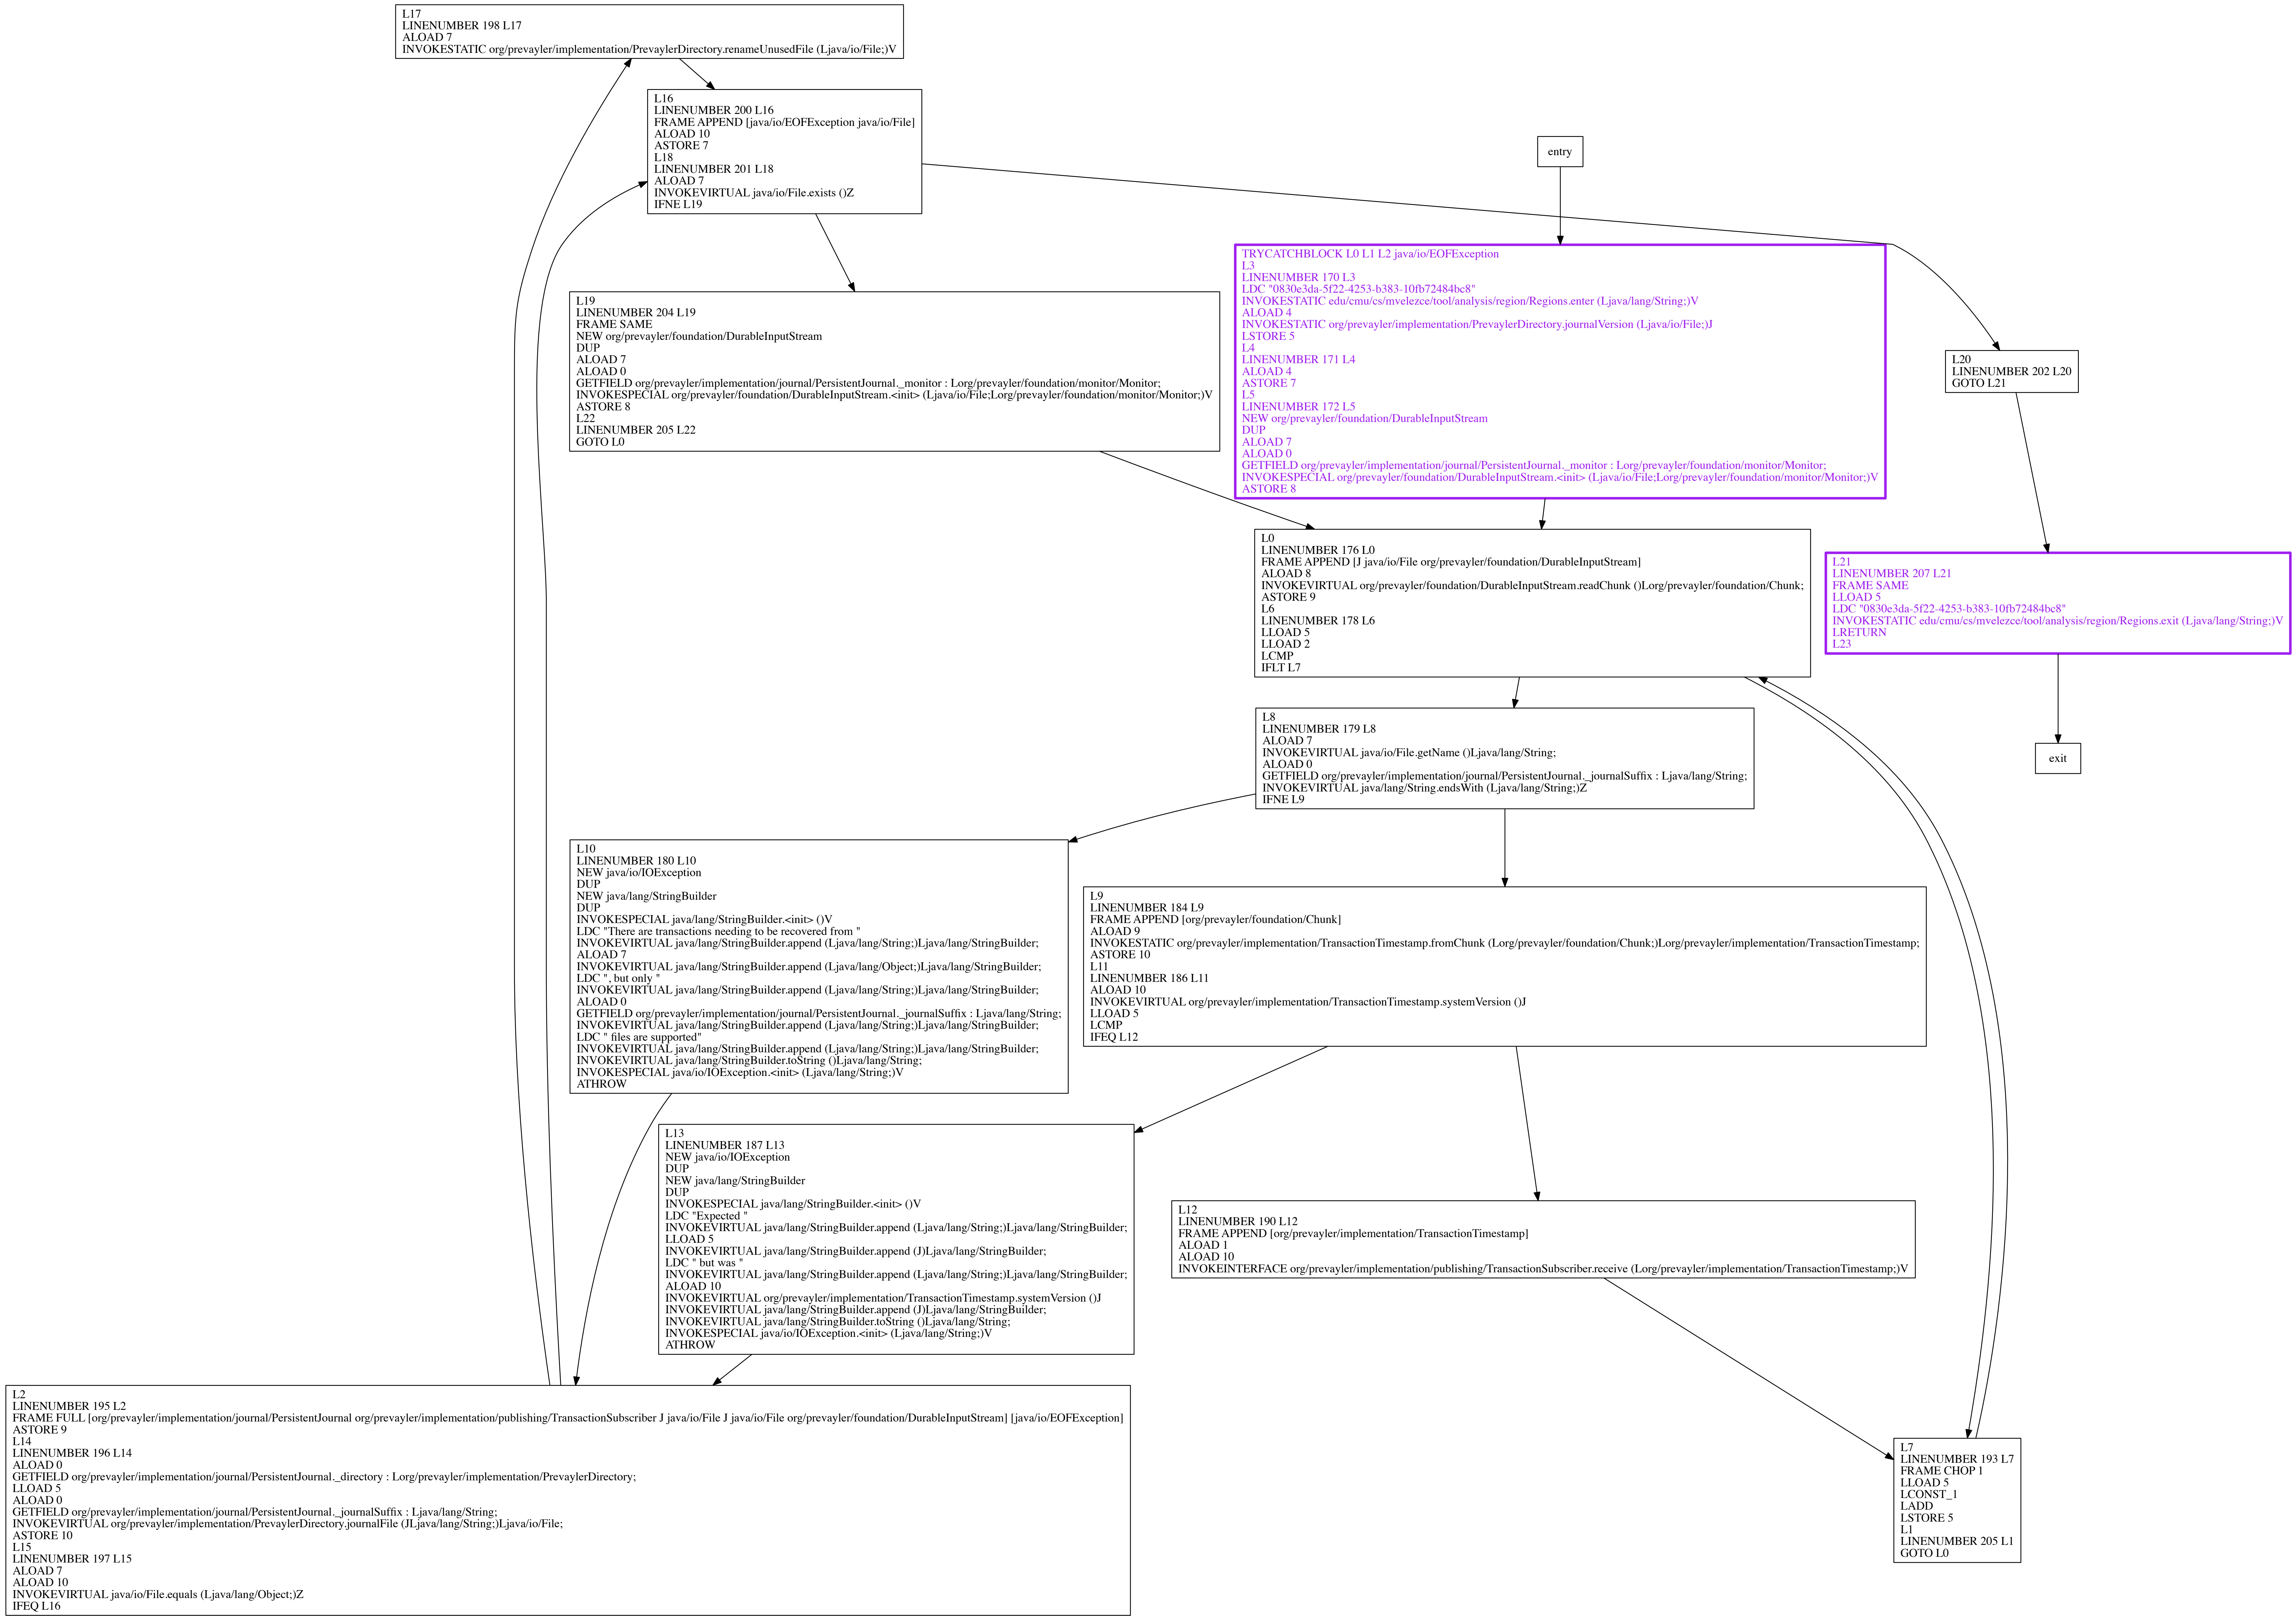 L17
LINENUMBER 198 L17
ALOAD 7
INVOKESTATIC org/prevayler/implementation/PrevaylerDirectory.renameUnusedFile (Ljava/io/File;)V
L16
LINENUMBER 200 L16
FRAME APPEND [java/io/EOFException java/io/File]
ALOAD 10
ASTORE 7
L18
LINENUMBER 201 L18
ALOAD 7
INVOKEVIRTUAL java/io/File.exists ()Z
IFNE L19
entry
TRYCATCHBLOCK L0 L1 L2 java/io/EOFException
L3
LINENUMBER 170 L3
LDC "0830e3da-5f22-4253-b383-10fb72484bc8"
INVOKESTATIC edu/cmu/cs/mvelezce/tool/analysis/region/Regions.enter (Ljava/lang/String;)V
ALOAD 4
INVOKESTATIC org/prevayler/implementation/PrevaylerDirectory.journalVersion (Ljava/io/File;)J
LSTORE 5
L4
LINENUMBER 171 L4
ALOAD 4
ASTORE 7
L5
LINENUMBER 172 L5
NEW org/prevayler/foundation/DurableInputStream
DUP
ALOAD 7
ALOAD 0
GETFIELD org/prevayler/implementation/journal/PersistentJournal._monitor : Lorg/prevayler/foundation/monitor/Monitor;
INVOKESPECIAL org/prevayler/foundation/DurableInputStream.<init> (Ljava/io/File;Lorg/prevayler/foundation/monitor/Monitor;)V
ASTORE 8
L19
LINENUMBER 204 L19
FRAME SAME
NEW org/prevayler/foundation/DurableInputStream
DUP
ALOAD 7
ALOAD 0
GETFIELD org/prevayler/implementation/journal/PersistentJournal._monitor : Lorg/prevayler/foundation/monitor/Monitor;
INVOKESPECIAL org/prevayler/foundation/DurableInputStream.<init> (Ljava/io/File;Lorg/prevayler/foundation/monitor/Monitor;)V
ASTORE 8
L22
LINENUMBER 205 L22
GOTO L0
L20
LINENUMBER 202 L20
GOTO L21
L0
LINENUMBER 176 L0
FRAME APPEND [J java/io/File org/prevayler/foundation/DurableInputStream]
ALOAD 8
INVOKEVIRTUAL org/prevayler/foundation/DurableInputStream.readChunk ()Lorg/prevayler/foundation/Chunk;
ASTORE 9
L6
LINENUMBER 178 L6
LLOAD 5
LLOAD 2
LCMP
IFLT L7
L21
LINENUMBER 207 L21
FRAME SAME
LLOAD 5
LDC "0830e3da-5f22-4253-b383-10fb72484bc8"
INVOKESTATIC edu/cmu/cs/mvelezce/tool/analysis/region/Regions.exit (Ljava/lang/String;)V
LRETURN
L23
L8
LINENUMBER 179 L8
ALOAD 7
INVOKEVIRTUAL java/io/File.getName ()Ljava/lang/String;
ALOAD 0
GETFIELD org/prevayler/implementation/journal/PersistentJournal._journalSuffix : Ljava/lang/String;
INVOKEVIRTUAL java/lang/String.endsWith (Ljava/lang/String;)Z
IFNE L9
exit
L10
LINENUMBER 180 L10
NEW java/io/IOException
DUP
NEW java/lang/StringBuilder
DUP
INVOKESPECIAL java/lang/StringBuilder.<init> ()V
LDC "There are transactions needing to be recovered from "
INVOKEVIRTUAL java/lang/StringBuilder.append (Ljava/lang/String;)Ljava/lang/StringBuilder;
ALOAD 7
INVOKEVIRTUAL java/lang/StringBuilder.append (Ljava/lang/Object;)Ljava/lang/StringBuilder;
LDC ", but only "
INVOKEVIRTUAL java/lang/StringBuilder.append (Ljava/lang/String;)Ljava/lang/StringBuilder;
ALOAD 0
GETFIELD org/prevayler/implementation/journal/PersistentJournal._journalSuffix : Ljava/lang/String;
INVOKEVIRTUAL java/lang/StringBuilder.append (Ljava/lang/String;)Ljava/lang/StringBuilder;
LDC " files are supported"
INVOKEVIRTUAL java/lang/StringBuilder.append (Ljava/lang/String;)Ljava/lang/StringBuilder;
INVOKEVIRTUAL java/lang/StringBuilder.toString ()Ljava/lang/String;
INVOKESPECIAL java/io/IOException.<init> (Ljava/lang/String;)V
ATHROW
L9
LINENUMBER 184 L9
FRAME APPEND [org/prevayler/foundation/Chunk]
ALOAD 9
INVOKESTATIC org/prevayler/implementation/TransactionTimestamp.fromChunk (Lorg/prevayler/foundation/Chunk;)Lorg/prevayler/implementation/TransactionTimestamp;
ASTORE 10
L11
LINENUMBER 186 L11
ALOAD 10
INVOKEVIRTUAL org/prevayler/implementation/TransactionTimestamp.systemVersion ()J
LLOAD 5
LCMP
IFEQ L12
L13
LINENUMBER 187 L13
NEW java/io/IOException
DUP
NEW java/lang/StringBuilder
DUP
INVOKESPECIAL java/lang/StringBuilder.<init> ()V
LDC "Expected "
INVOKEVIRTUAL java/lang/StringBuilder.append (Ljava/lang/String;)Ljava/lang/StringBuilder;
LLOAD 5
INVOKEVIRTUAL java/lang/StringBuilder.append (J)Ljava/lang/StringBuilder;
LDC " but was "
INVOKEVIRTUAL java/lang/StringBuilder.append (Ljava/lang/String;)Ljava/lang/StringBuilder;
ALOAD 10
INVOKEVIRTUAL org/prevayler/implementation/TransactionTimestamp.systemVersion ()J
INVOKEVIRTUAL java/lang/StringBuilder.append (J)Ljava/lang/StringBuilder;
INVOKEVIRTUAL java/lang/StringBuilder.toString ()Ljava/lang/String;
INVOKESPECIAL java/io/IOException.<init> (Ljava/lang/String;)V
ATHROW
L12
LINENUMBER 190 L12
FRAME APPEND [org/prevayler/implementation/TransactionTimestamp]
ALOAD 1
ALOAD 10
INVOKEINTERFACE org/prevayler/implementation/publishing/TransactionSubscriber.receive (Lorg/prevayler/implementation/TransactionTimestamp;)V
L2
LINENUMBER 195 L2
FRAME FULL [org/prevayler/implementation/journal/PersistentJournal org/prevayler/implementation/publishing/TransactionSubscriber J java/io/File J java/io/File org/prevayler/foundation/DurableInputStream] [java/io/EOFException]
ASTORE 9
L14
LINENUMBER 196 L14
ALOAD 0
GETFIELD org/prevayler/implementation/journal/PersistentJournal._directory : Lorg/prevayler/implementation/PrevaylerDirectory;
LLOAD 5
ALOAD 0
GETFIELD org/prevayler/implementation/journal/PersistentJournal._journalSuffix : Ljava/lang/String;
INVOKEVIRTUAL org/prevayler/implementation/PrevaylerDirectory.journalFile (JLjava/lang/String;)Ljava/io/File;
ASTORE 10
L15
LINENUMBER 197 L15
ALOAD 7
ALOAD 10
INVOKEVIRTUAL java/io/File.equals (Ljava/lang/Object;)Z
IFEQ L16
L7
LINENUMBER 193 L7
FRAME CHOP 1
LLOAD 5
LCONST_1
LADD
LSTORE 5
L1
LINENUMBER 205 L1
GOTO L0